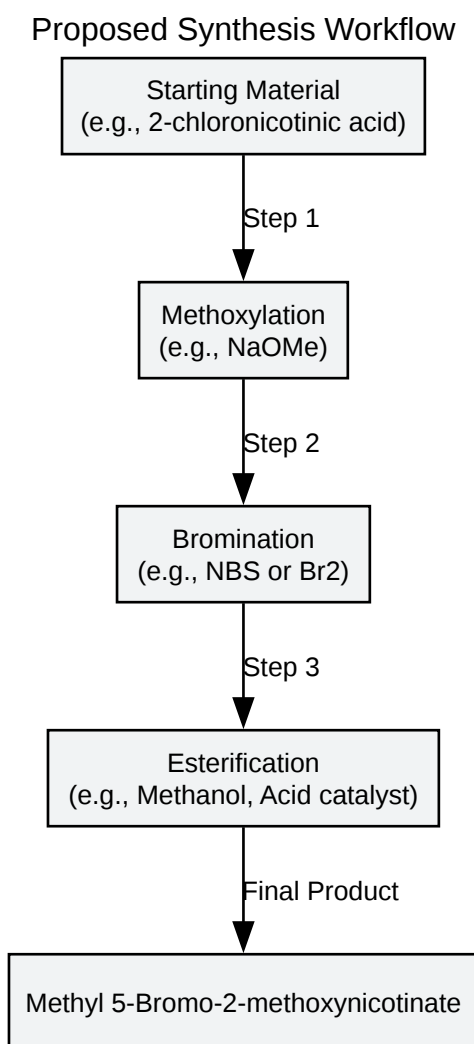 Proposed Synthesis Workflow
Starting Material
(e.g., 2-chloronicotinic acid)
Step 1
Methoxylation
(e.g., NaOMe)
Step 2
Bromination
(e.g., NBS or Br2)
Step 3
Esterification
(e.g., Methanol, Acid catalyst)
Final Product
Methyl 5-Bromo-2-methoxynicotinate